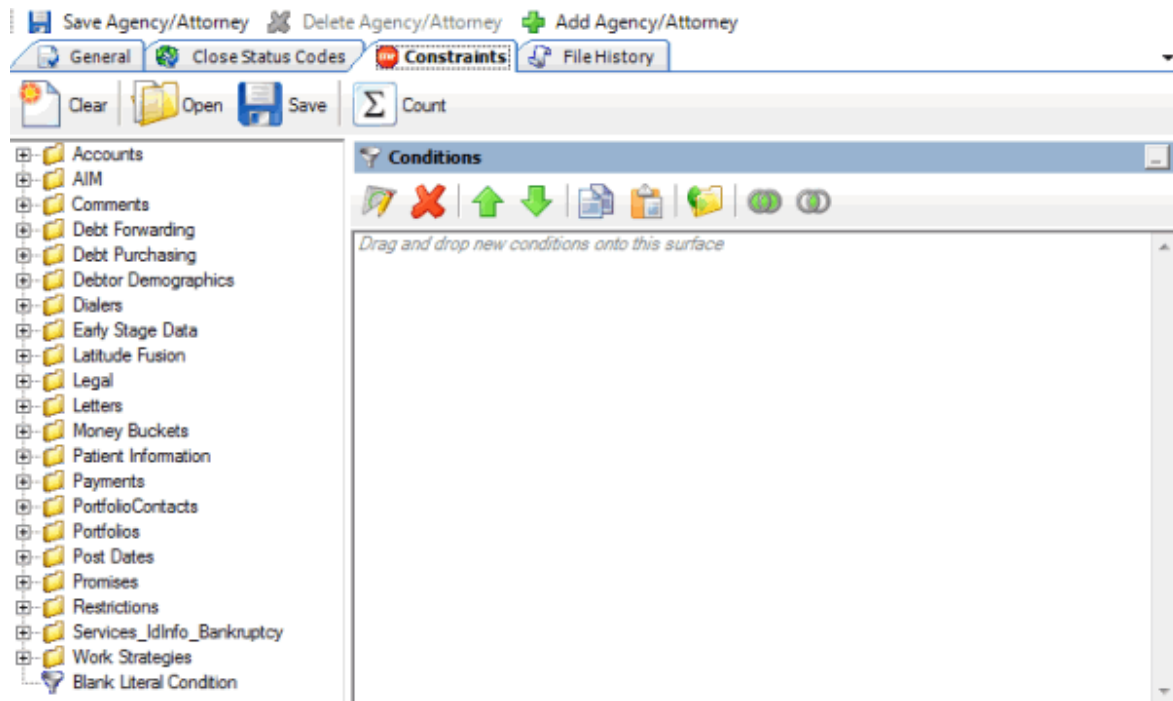 Save Agency/Attorney Delete Agency/Attorney Add Agency/Attorney
General Close Status Codes Constraints File History
Clear Open Save Σ Count
Accounts
AIM
Comments
Debt Forwarding
Debt Purchasing
Debtor Demographics
Dialers
Early Stage Data
Latitude Fusion
Legal
Letters
Money Buckets
Patient Information
Payments
PortfolioContacts
Portfolios
Post Dates
Promises
Restrictions
Services_IdInfo_Bankruptcy
Work Strategies
Blank Literal Condition
Conditions
Drag and drop new conditions onto this surface